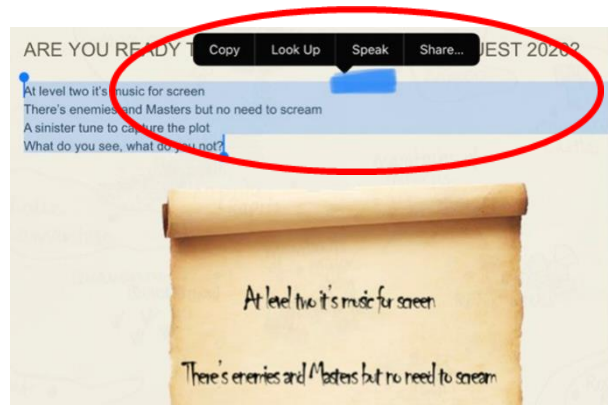 ARE YOU READY T
Copy Look Up Speak Share...
UEST 2020?
At level two it's music for screen
There's enemies and Masters but no need to scream
A sinister tune to capture the plot
What do you see, what do you not?
At level two it's music for screen
There's enemies and Masters but no need to scream